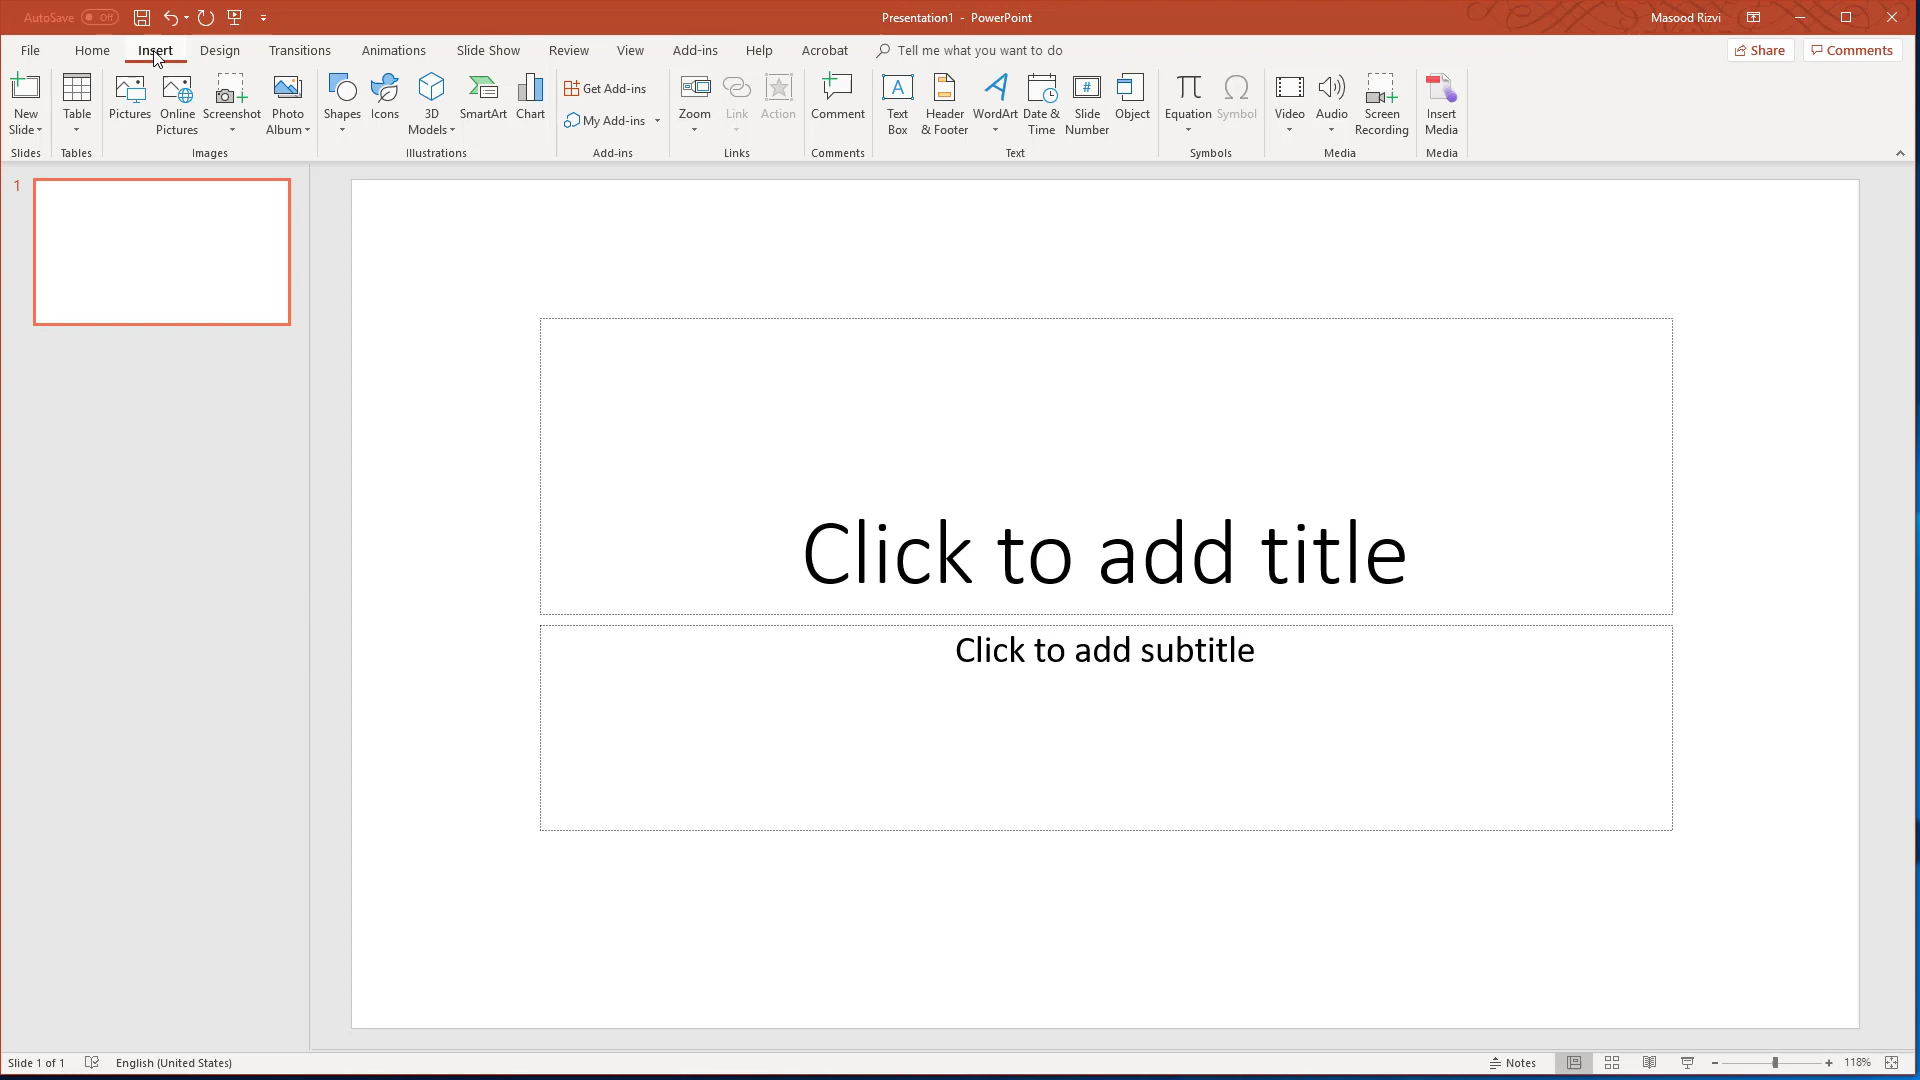 AutoSave Off
Presentation1 - PowerPoint
Masood Rizvi
File Home Insert Design Transitions Animations Slide Show Review View Add-ins Help Acrobat Tell me what you want to do
Share Comments
New Slide
Table
Pictures
Online Pictures
Screenshot
Photo Album
Shapes
Icons
3D Models
SmartArt
Chart
Get Add-ins
My Add-ins
Zoom
Link
Action
Comment
Text Box
Header & Footer
WordArt
Date & Time
Slide Number
Object
Equation
Symbol
Video
Audio
Screen Recording
Insert Media
Slides Tables Images Illustrations Add-ins Links Comments Text Symbols Media Media
1
Click to add title
Click to add subtitle
Slide 1 of 1
English (United States)
Notes
118%